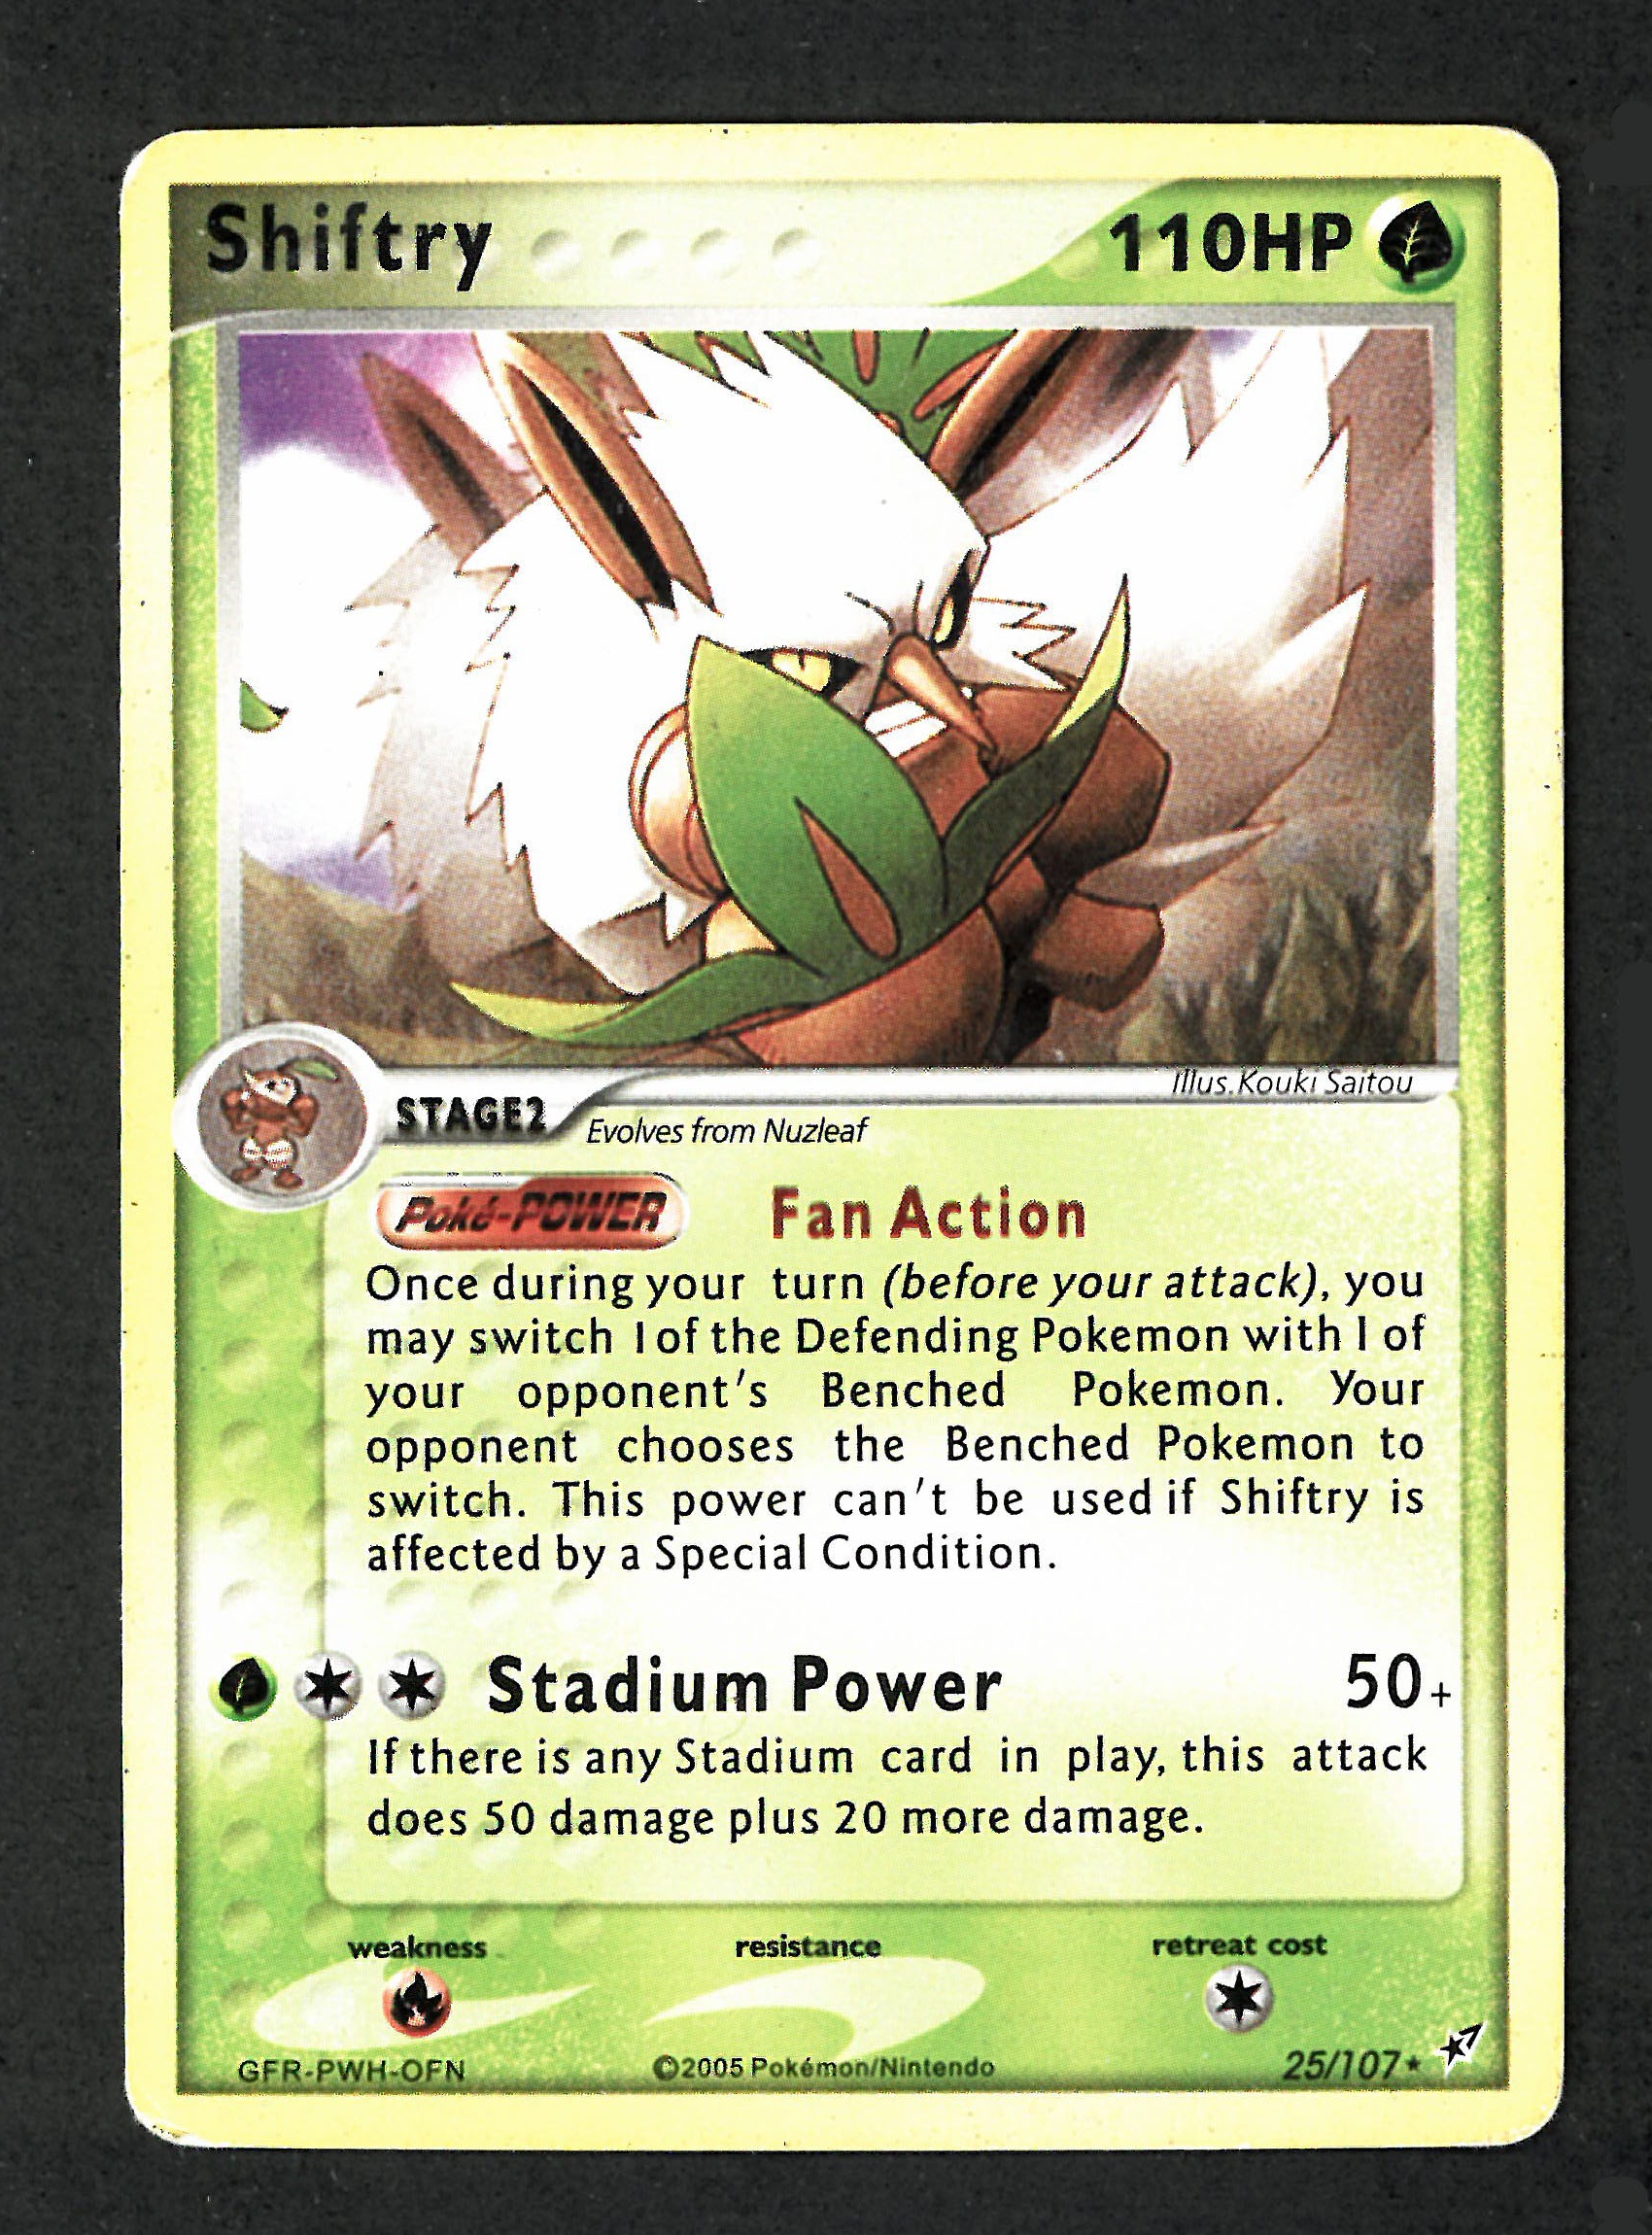 Shiftry 110HP
Illus.Kouki Saitou
STAGE2 Evolves from Nuzleaf
Poké-POWER Fan Action
Once during your turn (before your attack), you
may switch 1 of the Defending Pokemon with 1 of
your opponent's Benched Pokemon. Your
opponent chooses the Benched Pokemon to
switch. This power can't be used if Shiftry is
affected by a Special Condition.
Stadium Power 50+
If there is any Stadium card in play, this attack
does 50 damage plus 20 more damage.
weakness resistance retreat cost
GFR-PWH-OFN ©2005 Pokémon/Nintendo 25/107★